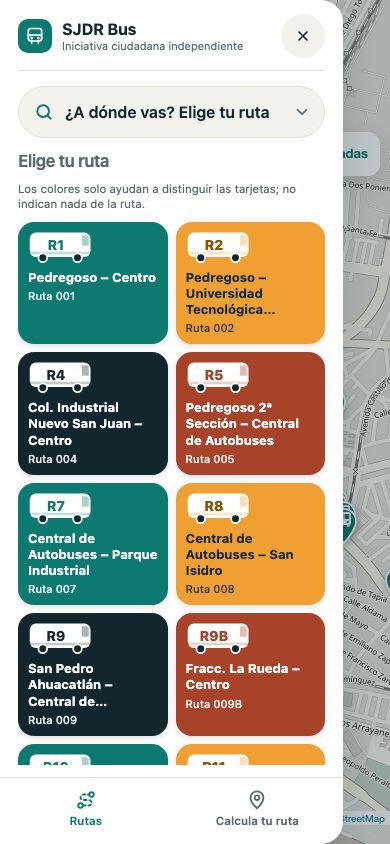 SJDR Bus
Iniciativa ciudadana independiente
¿A dónde vas? Elige tu ruta
Elige tu ruta
Los colores solo ayudan a distinguir las tarjetas; no
indican nada de la ruta.
R1
Pedregoso – Centro
Ruta 001
R2
Pedregoso –
Universidad
Tecnológica...
Ruta 002
R4
Col. Industrial
Nuevo San Juan –
Centro
Ruta 004
R5
Pedregoso 2ª
Sección – Central
de Autobuses
Ruta 005
R7
Central de
Autobuses – Parque
Industrial
Ruta 007
R8
Central de
Autobuses – San
Isidro
Ruta 008
R9
San Pedro
Ahuacatlán –
Central de...
Ruta 009
R9B
Fracc. La Rueda –
Centro
Ruta 009B
Rutas
Calcula tu ruta